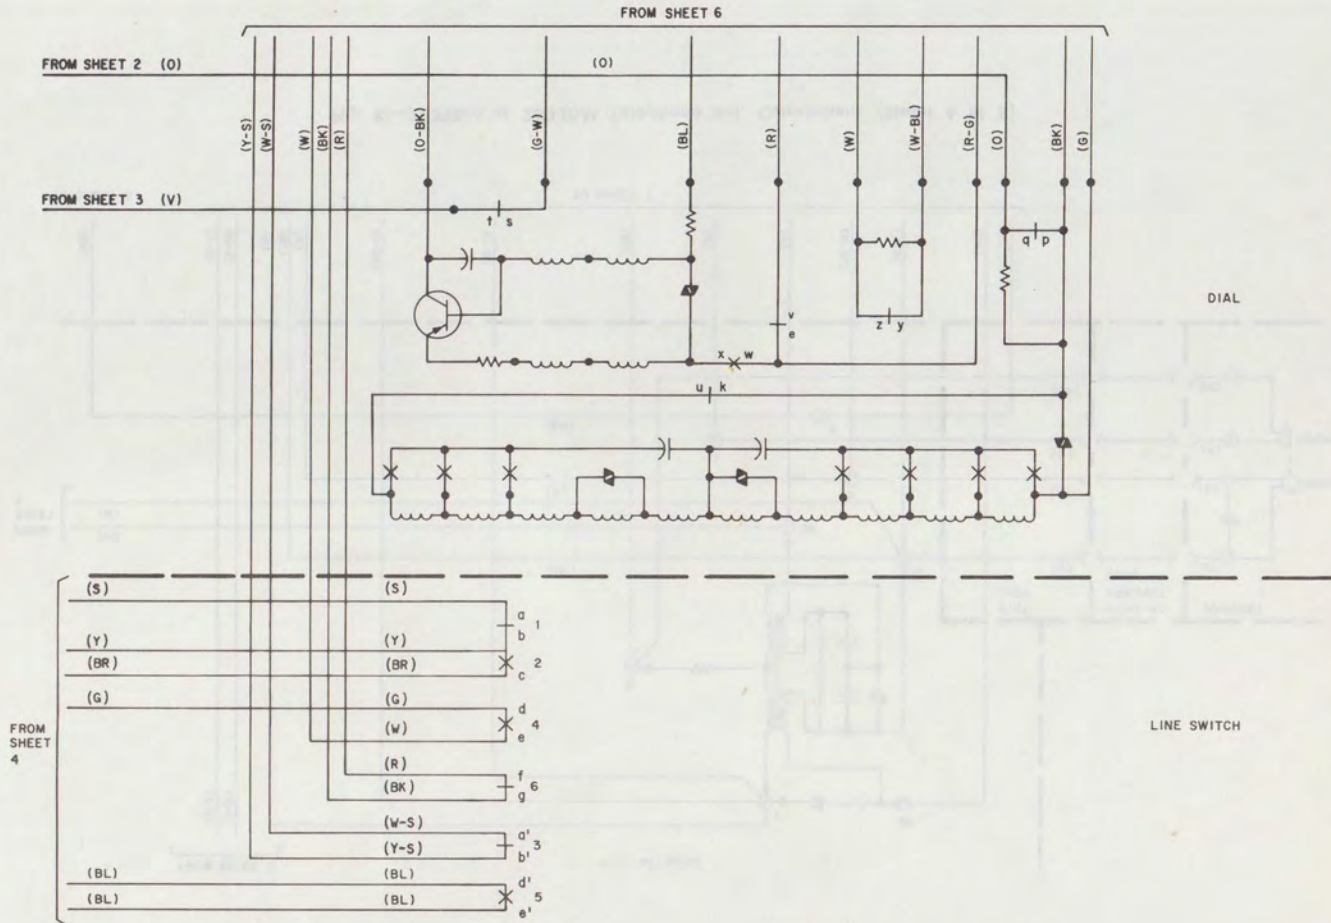 FROM SHEET 6
FROM SHEET 2 (O)
(O)
(Y-S)
(W-S)
(W)
(BK)
(R)
(O-BK)
(G-W)
(BL)
(R)
(W)
(W-BL)
(R-G)
(O)
(BK)
(G)
FROM SHEET 3 (V)
t s
q p
DIAL
v
e
z y
x w
u k
(S) (S)
a
1
b
(Y) (Y)
(BR) (BR)
2
c
(G) (G)
d
4
(W)
e
FROM
SHEET
4
LINE SWITCH
(R)
f
(BK)
6
g
(W-S)
a'
3
(Y-S)
b'
(BL) (BL)
d'
5
(BL) (BL)
e'